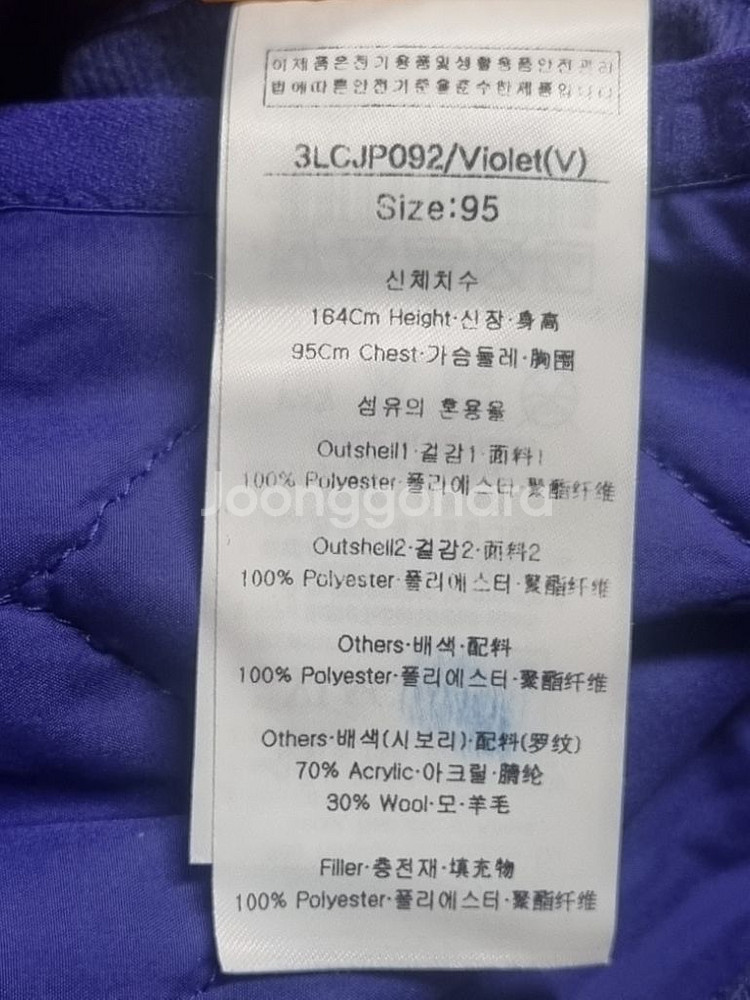 이 제품은전기용품및생활용품안전관리
법에따른안전기준을준수한제품입니다
3LCJP092/Violet(V)
Size:95
신체치수
164Cm Height·신장·身高
95Cm Chest·가슴둘레·胸圈
섬유의 혼용율
Outshell1·겉감1·面料1
100% Polyester·폴리에스터·聚酯纤维
Joonggonara
Outshell2·겉감2·面料2
100% Polyester·폴리에스터·聚酯纤维
Others·배색·配料
100% Polyester·폴리에스터·聚酯纤维
Others·배색(시보리)·配料(罗纹)
70% Acrylic·아크릴·腈纶
30% Wool·모·羊毛
Filler·충전재·填充物
100% Polyester·폴리에스터·聚酯纤维